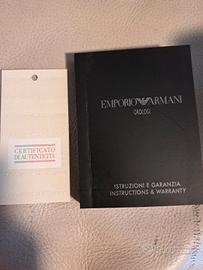 CERTIFICATO
DI AUTENTICITÀ
EMPORIO ARMANI
OROLOGI
ISTRUZIONI E GARANZIA
INSTRUCTIONS & WARRANTY